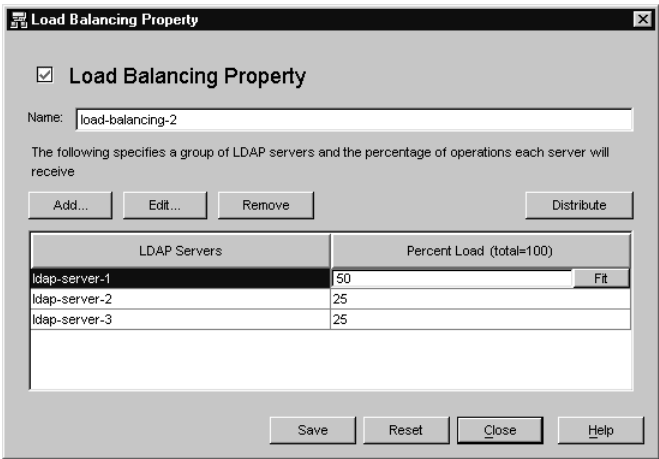 Load Balancing Property
Load Balancing Property
Name: load-balancing-2
The following specifies a group of LDAP servers and the percentage of operations each server will
receive
Add... Edit... Remove Distribute
LDAP Servers Percent Load (total=100)
ldap-server-1 50 Fit
ldap-server-2 25
ldap-server-3 25
Save Reset Close Help